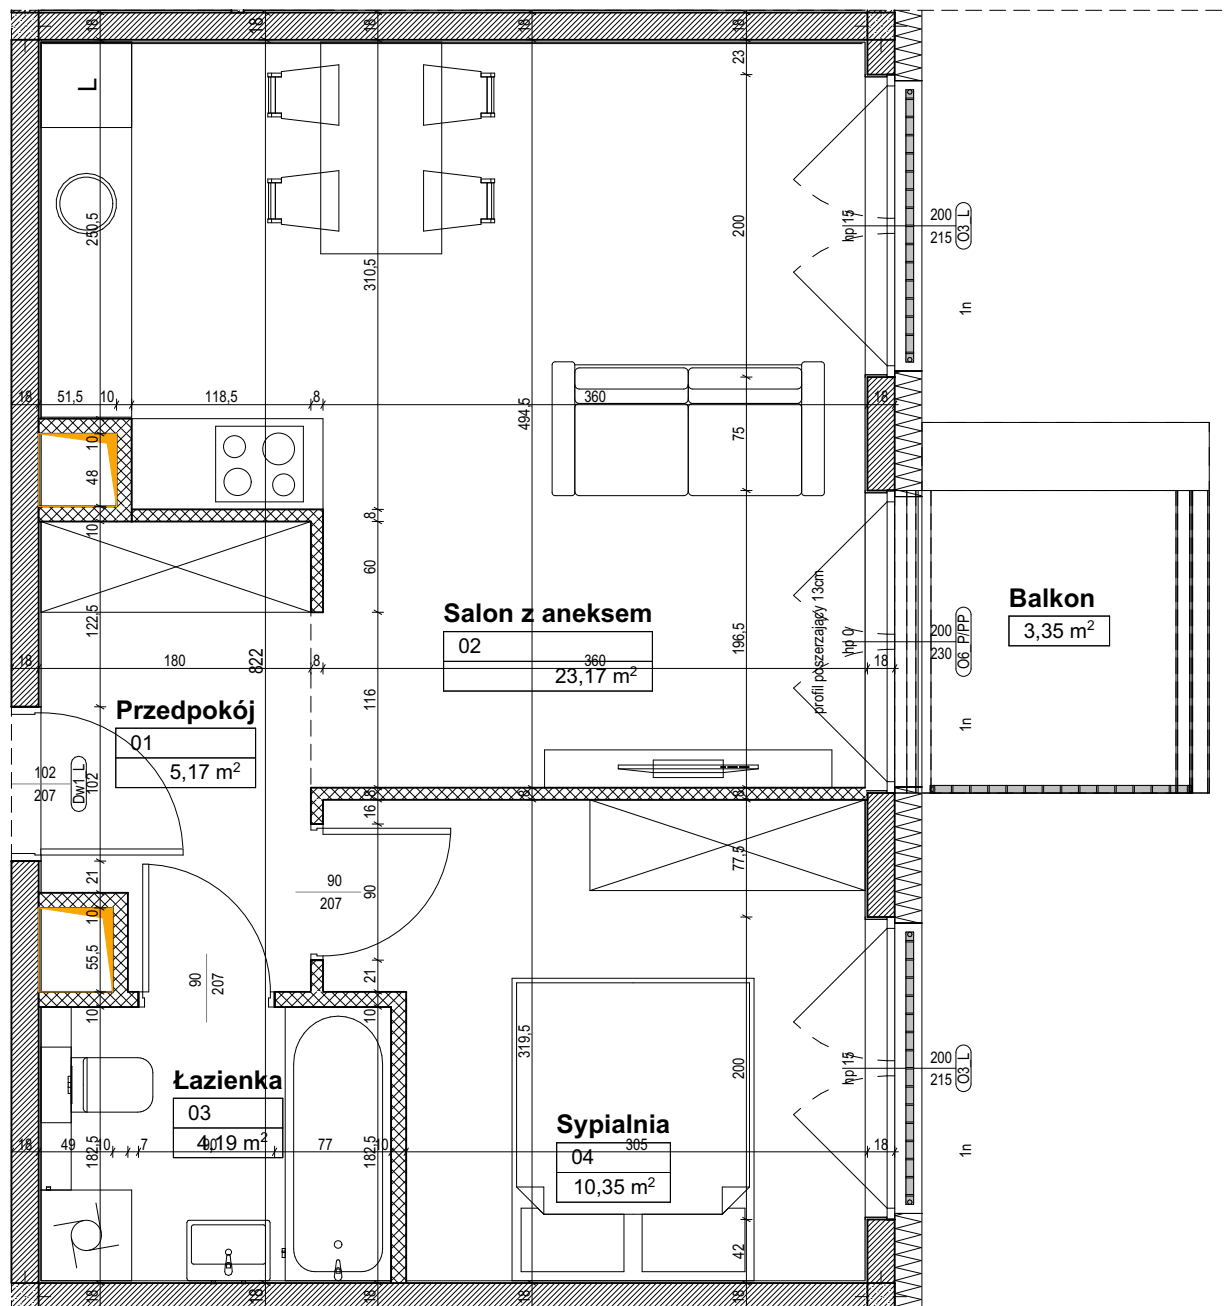 18 18 18 18 18
L
23
250,5
310,5
200
hp 15
200
215
O3_L
1n
18 51,5 10 118,5 8 360 18
494,5
75
10
48
10
8
60
122,5
Salon z aneksem
02
23,17 m²
18 180 8 360 18
822
116
196,5
profil poszerzający 13cm
hp 0
200
230
O6_P/PP
1n
Balkon
3,35 m²
Przedpokój
01
5,17 m²
102
207
Dw1_L
102
8 8 8
16
77,5
21
90
207
90
10
55,5
10
90
207
21
10
319,5
200
hp 15
200
215
O3_L
1n
Łazienka
03
4,19 m²
Sypialnia
04
10,35 m²
18 49 10 7 90 77 10 305 18
182,5
182,5
42
18 18 18 18 18